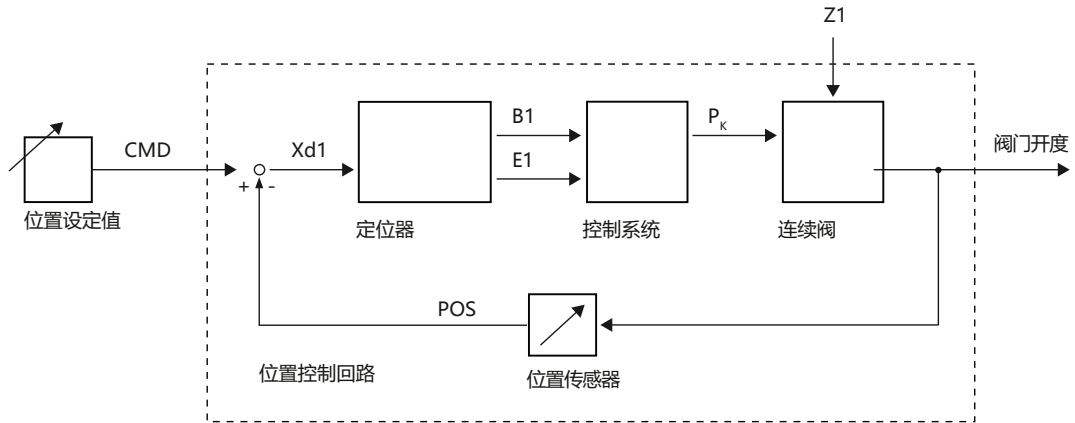 Z1
CMD
Xd1
B1
E1
P_K
阀门开度
+ -
位置设定值
定位器
控制系统
连续阀
POS
位置控制回路
位置传感器